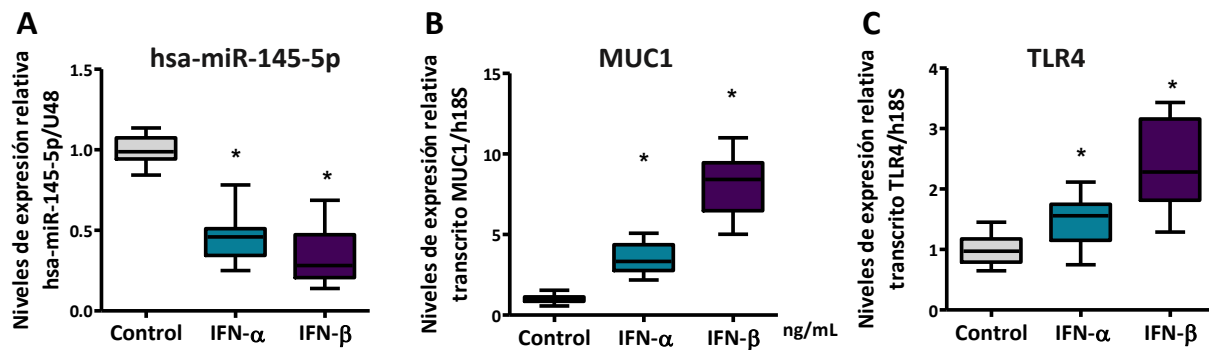 A
hsa-miR-145-5p
Niveles de expresión relativa
hsa-miR-145-5p/U48
1.5
1.0
0.5
0.0
*
*
Control
IFN-α
IFN-β
B
MUC1
Niveles de expresión relativa
transcrito MUC1/h18S
15
10
5
0
*
*
Control
IFN-α
IFN-β
ng/mL
C
TLR4
Niveles de expresión relativa
transcrito TLR4/h18S
4
3
2
1
0
*
*
Control
IFN-α
IFN-β